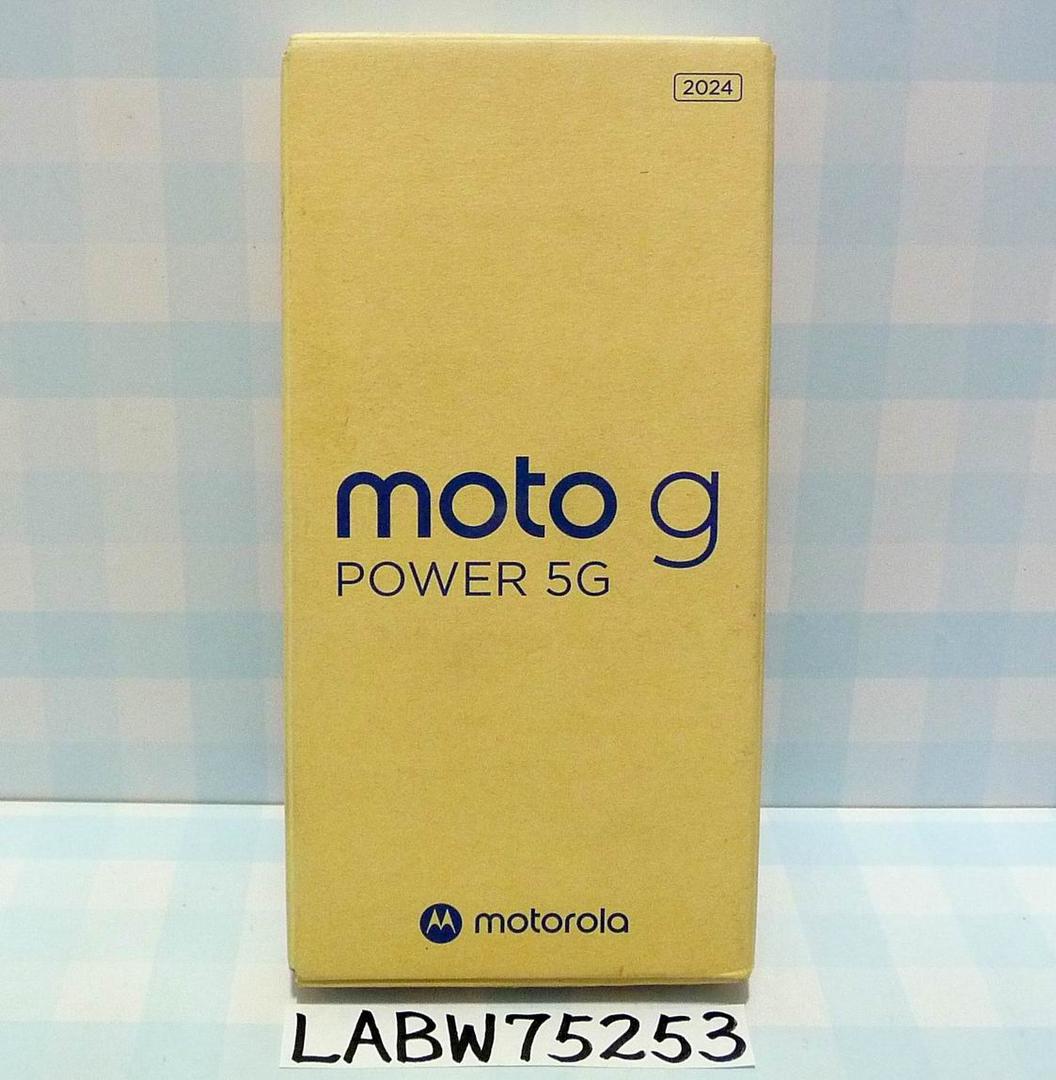 2024
moto g
POWER 5G
motorola
LABW75253